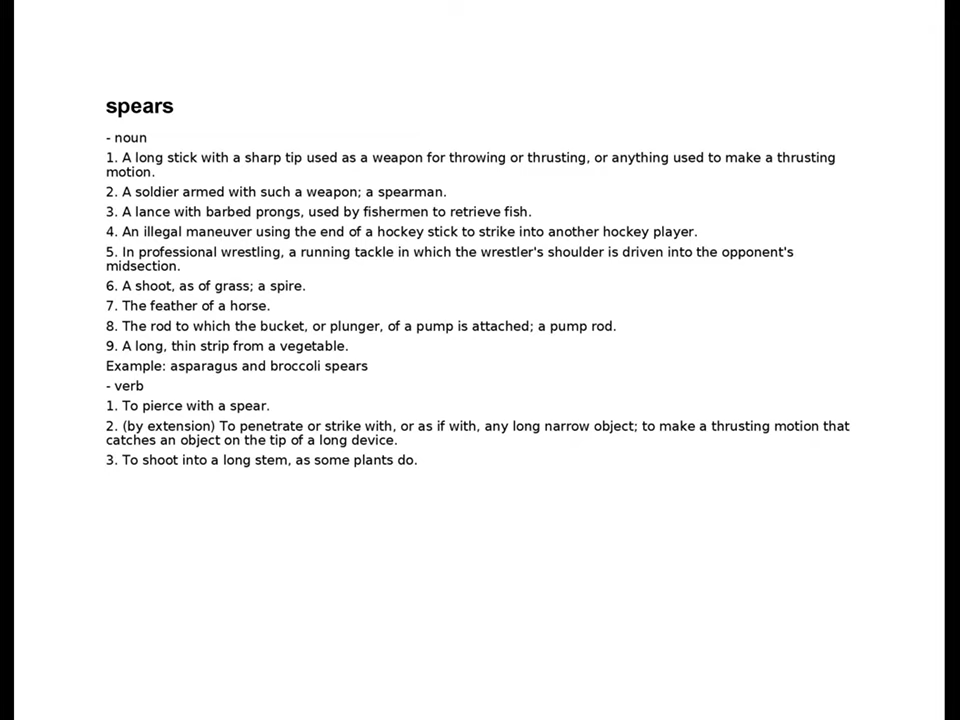 spears
- noun
1. A long stick with a sharp tip used as a weapon for throwing or thrusting, or anything used to make a thrusting
motion.
2. A soldier armed with such a weapon; a spearman.
3. A lance with barbed prongs, used by fishermen to retrieve fish.
4. An illegal maneuver using the end of a hockey stick to strike into another hockey player.
5. In professional wrestling, a running tackle in which the wrestler's shoulder is driven into the opponent's
midsection.
6. A shoot, as of grass; a spire.
7. The feather of a horse.
8. The rod to which the bucket, or plunger, of a pump is attached; a pump rod.
9. A long, thin strip from a vegetable.
Example: asparagus and broccoli spears
- verb
1. To pierce with a spear.
2. (by extension) To penetrate or strike with, or as if with, any long narrow object; to make a thrusting motion that
catches an object on the tip of a long device.
3. To shoot into a long stem, as some plants do.